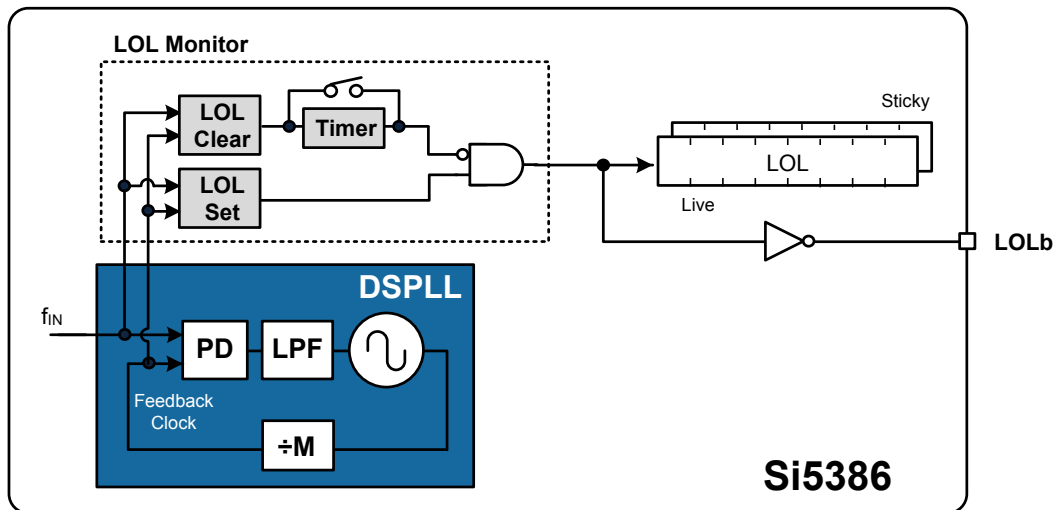 LOL Monitor
LOL
Clear
Timer
LOL
Set
Sticky
LOL
Live
LOLb
DSPLL
fIN
PD
LPF
Feedback
Clock
÷M
Si5386